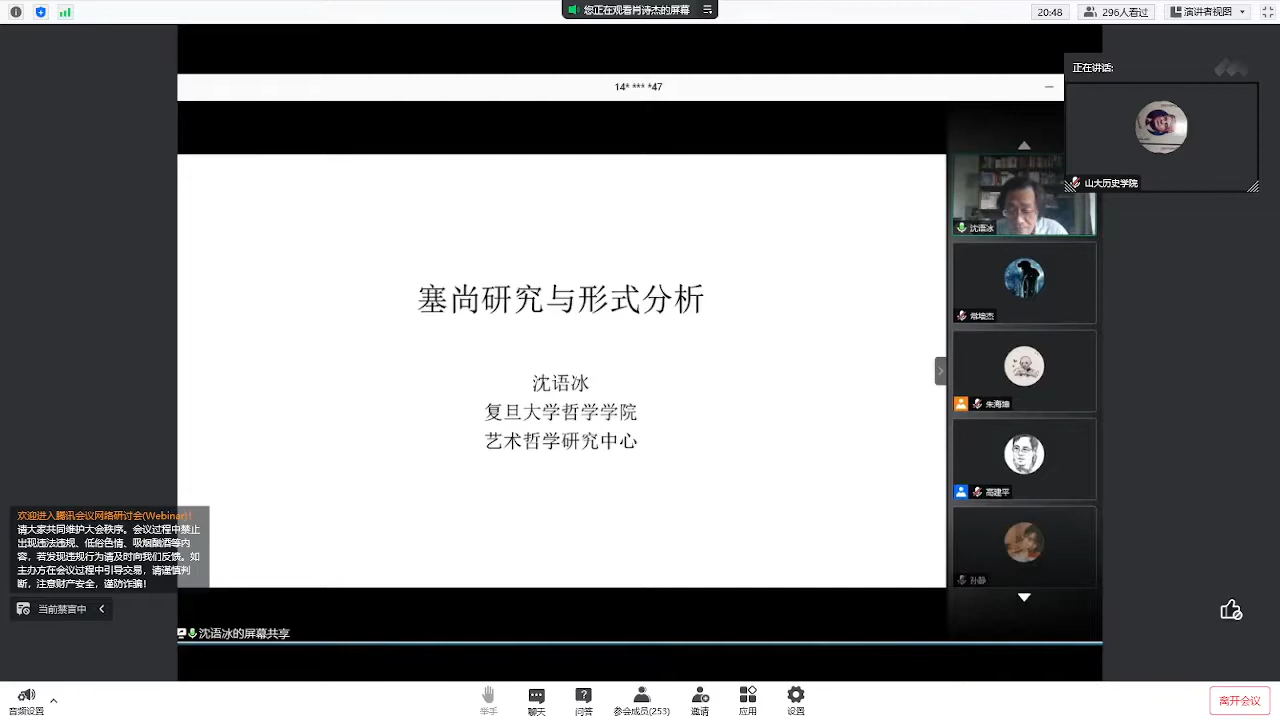 您正在观看肖诗杰的屏幕
20:48
296人看过
演讲者视图
14* *** *47
正在讲话:
山大历史学院
沈语冰
常培杰
朱海坤
高建平
孙静
塞尚研究与形式分析
沈语冰
复旦大学哲学学院
艺术哲学研究中心
欢迎进入腾讯会议网络研讨会(Webinar)！
请大家共同维护大会秩序。会议过程中禁止
出现违法违规、低俗色情、吸烟酗酒等内
容，若发现违规行为请及时向我们反馈。如
主办方在会议过程中引导交易，请谨慎判
断，注意财产安全，谨防诈骗！
当前禁言中
沈语冰的屏幕共享
音频设置
举手
聊天
问答
参会成员(253)
邀请
应用
设置
离开会议